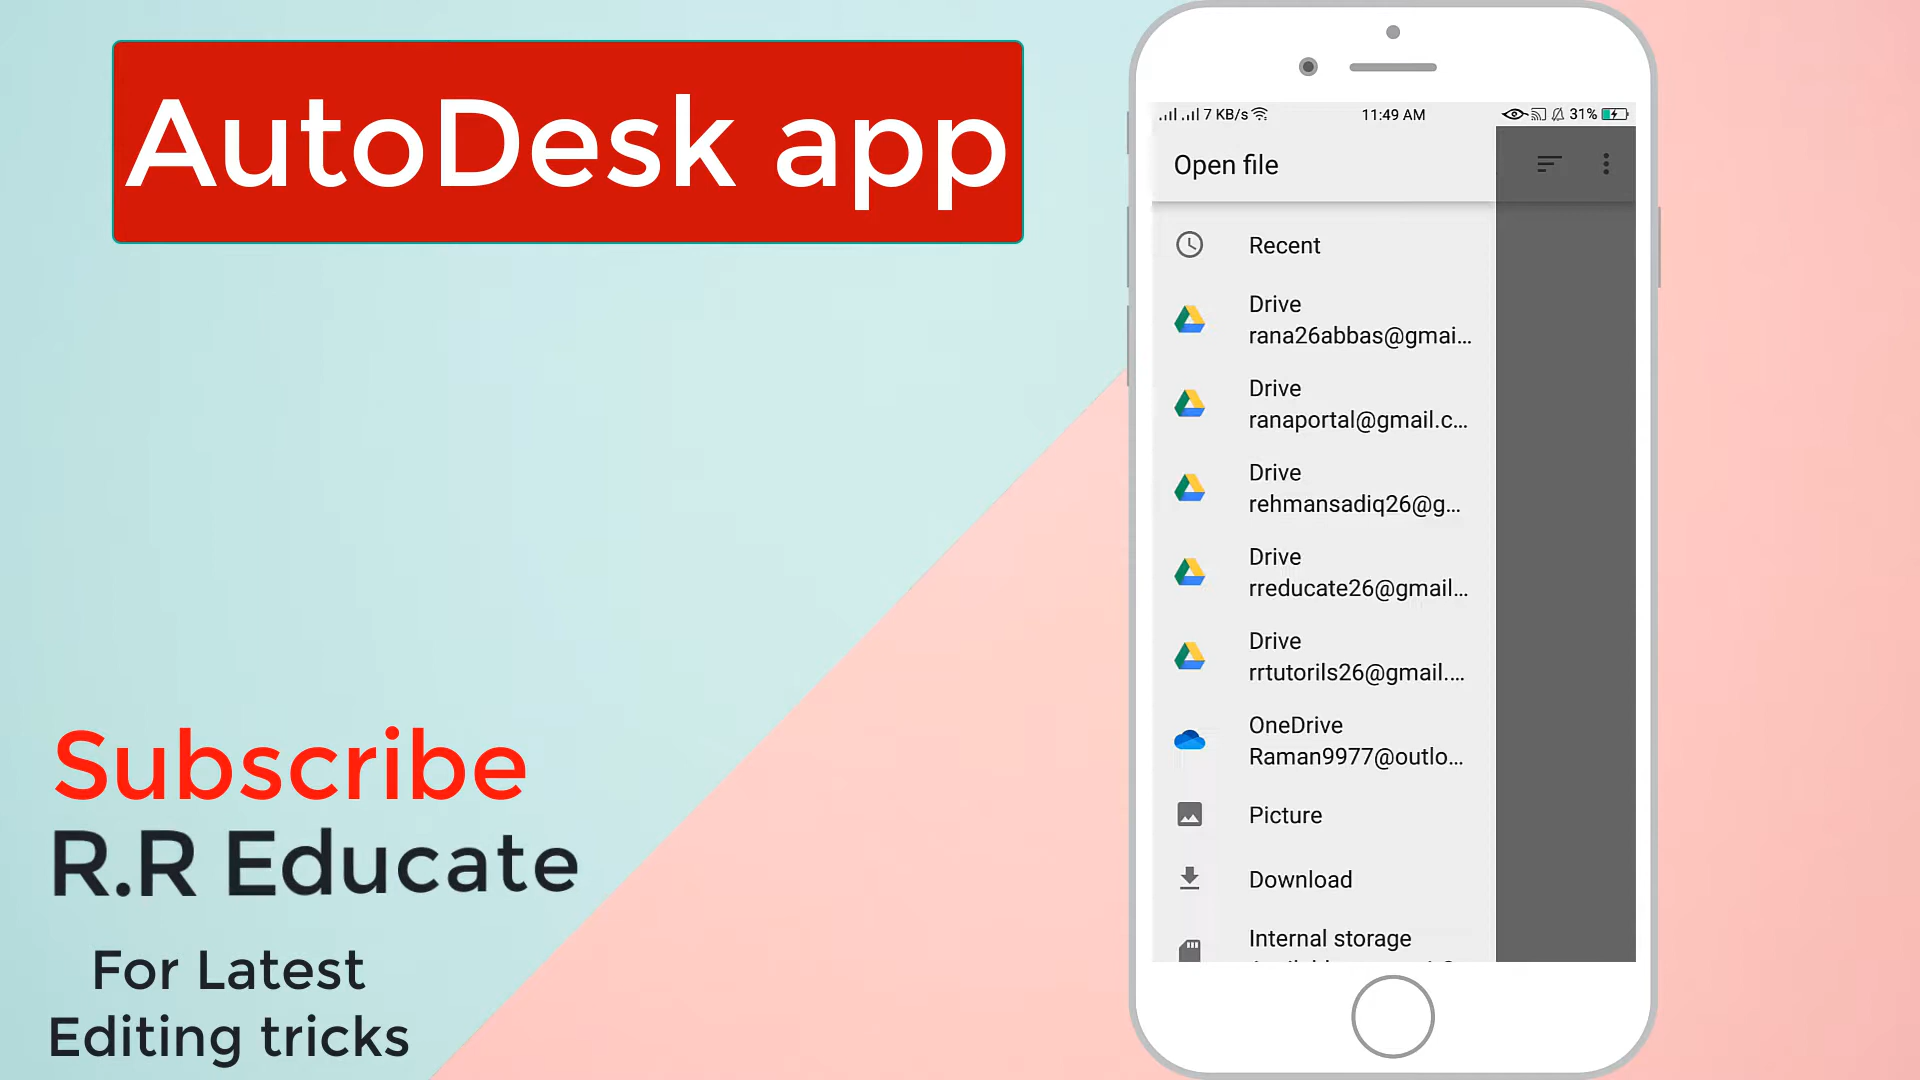 AutoDesk app
Subscribe
R.R Educate
For Latest
Editing tricks
7 KB/s 11:49 AM 31%
Open file
Recent
Drive
rana26abbas@gmai...
Drive
ranaportal@gmail.c...
Drive
rehmansadiq26@g...
Drive
rreducate26@gmail...
Drive
rrtutorils26@gmail....
OneDrive
Raman9977@outlo...
Picture
Download
Internal storage